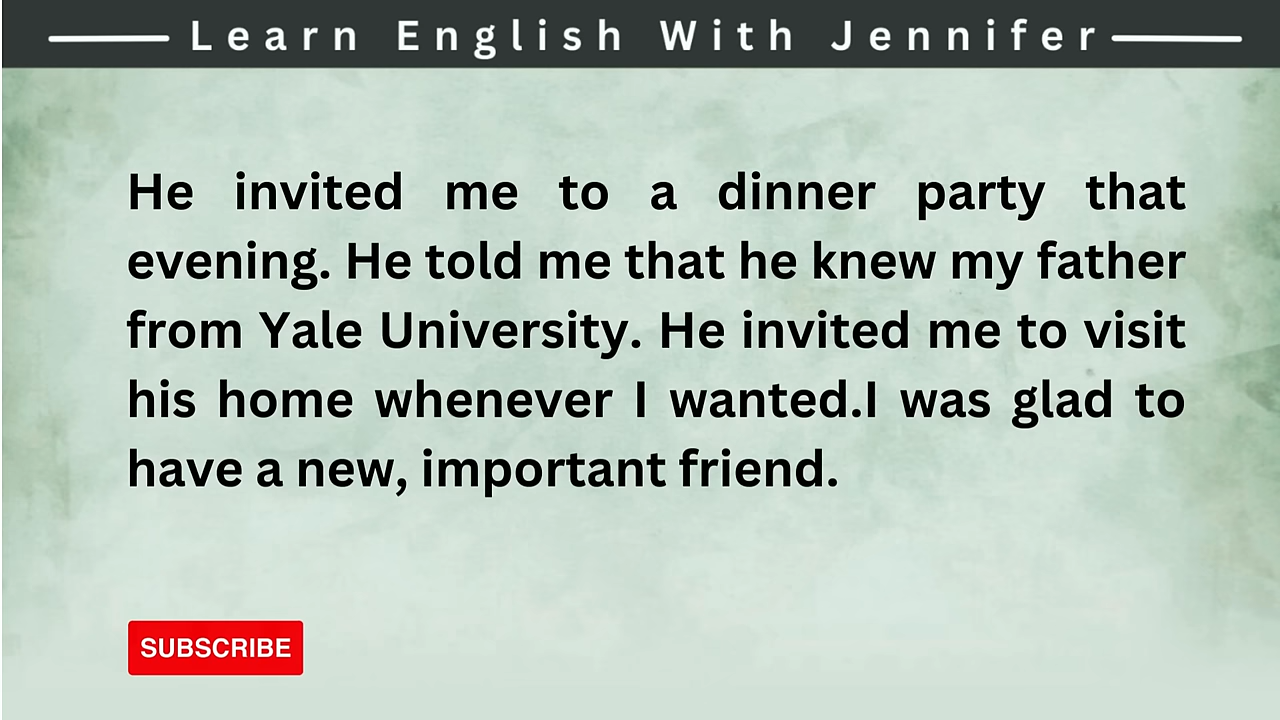 Learn English With Jennifer
He invited me to a dinner party that
evening. He told me that he knew my father
from Yale University. He invited me to visit
his home whenever I wanted.I was glad to
have a new, important friend.
SUBSCRIBE